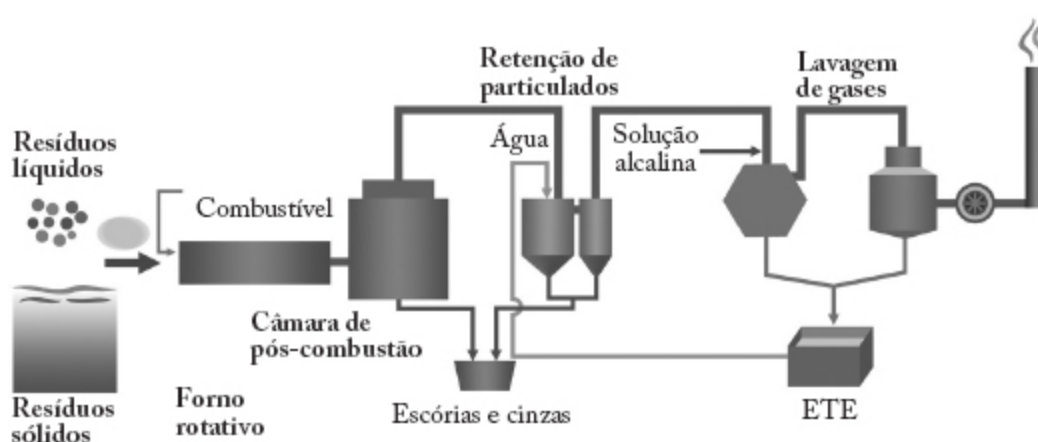 Resíduos
líquidos
Combustível
Retenção de
particulados
Água
Solução
alcalina
Lavagem
de gases
Câmara de
pós-combustão
Resíduos
sólidos
Forno
rotativo
Escórias e cinzas
ETE